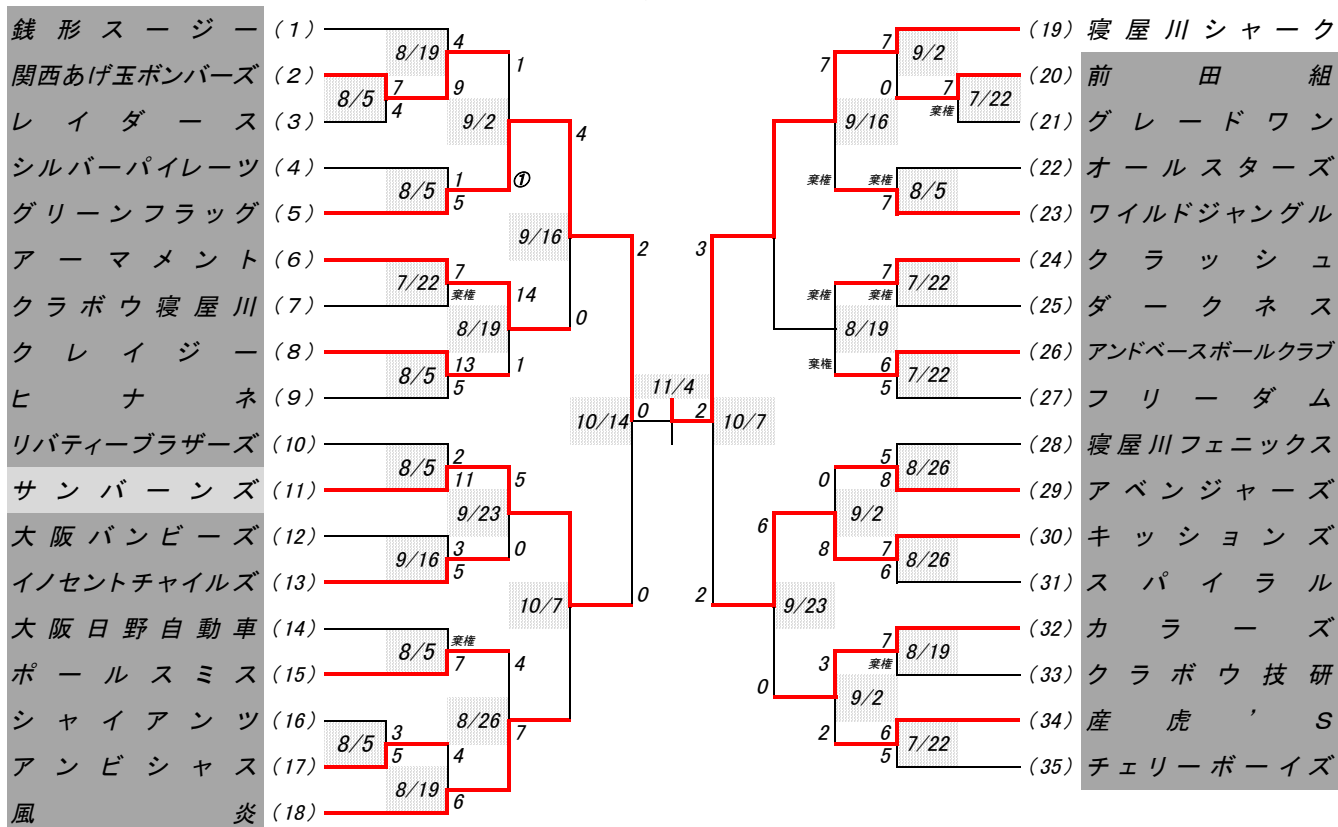 銭形スージー (1)
関西あげ玉ボンバーズ (2)
レイダース (3)
シルバーパイレーツ (4)
グリーンフラッグ (5)
アーマメント (6)
クラボウ寝屋川 (7)
クレイジー (8)
ヒナネ (9)
リバティーブラザーズ (10)
サンバーンズ (11)
大阪バンビーズ (12)
イノセントチャイルズ (13)
大阪日野自動車 (14)
ポールスミス (15)
シャイアンツ (16)
アンビシャス (17)
風炎 (18)
8/5
7
4
8/19
4
9
8/5
1
5
9/2
1
①
7/22
7
棄権
8/5
13
5
8/19
14
1
9/16
4
0
8/5
2
11
9/16
3
5
9/23
5
0
8/5
棄権
7
8/5
3
5
8/19
4
6
8/26
4
7
10/7
10/14
2
0
11/4
0
2
10/7
3
2
9/16
7
棄権
9/2
7
0
7/22
7
棄権
8/5
棄権
7
8/19
棄権
棄権
7/22
7
棄権
7/22
6
5
9/23
6
0
9/2
0
8
8/26
5
8
8/26
7
6
9/2
3
2
8/19
7
棄権
7/22
6
5
(19) 寝屋川シャーク
(20) 前田組
(21) グレードワン
(22) オールスターズ
(23) ワイルドジャングル
(24) クラッシュ
(25) ダークネス
(26) アンドベースボールクラブ
(27) フリーダム
(28) 寝屋川フェニックス
(29) アベンジャーズ
(30) キッションズ
(31) スパイラル
(32) カラーズ
(33) クラボウ技研
(34) 産虎’S
(35) チェリーボーイズ